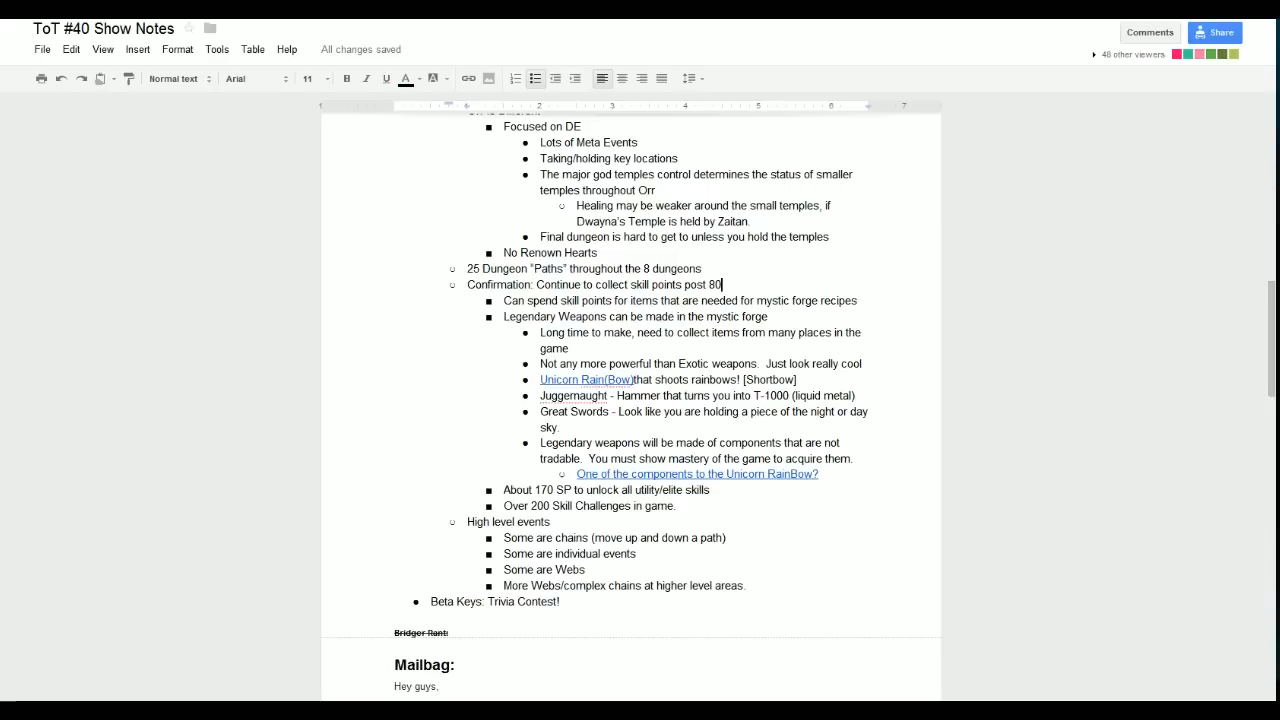 ToT #40 Show Notes
Comments
Share
File Edit View Insert Format Tools Table Help All changes saved
48 other viewers
Normal text Arial 11 B I U A A
1 2 3 4 5 6 7
■ Focused on DE
● Lots of Meta Events
● Taking/holding key locations
● The major god temples control determines the status of smaller
temples throughout Orr
○ Healing may be weaker around the small temples, if
Dwayna's Temple is held by Zaitan.
● Final dungeon is hard to get to unless you hold the temples
■ No Renown Hearts
○ 25 Dungeon "Paths" throughout the 8 dungeons
○ Confirmation: Continue to collect skill points post 80
■ Can spend skill points for items that are needed for mystic forge recipes
■ Legendary Weapons can be made in the mystic forge
● Long time to make, need to collect items from many places in the
game
● Not any more powerful than Exotic weapons. Just look really cool
● Unicorn Rain(Bow)that shoots rainbows! [Shortbow]
● Juggernaught - Hammer that turns you into T-1000 (liquid metal)
● Great Swords - Look like you are holding a piece of the night or day
sky.
● Legendary weapons will be made of components that are not
tradable. You must show mastery of the game to acquire them.
○ One of the components to the Unicorn RainBow?
■ About 170 SP to unlock all utility/elite skills
■ Over 200 Skill Challenges in game.
○ High level events
■ Some are chains (move up and down a path)
■ Some are individual events
■ Some are Webs
■ More Webs/complex chains at higher level areas.
● Beta Keys: Trivia Contest!
Bridger Rant:
Mailbag:
Hey guys,